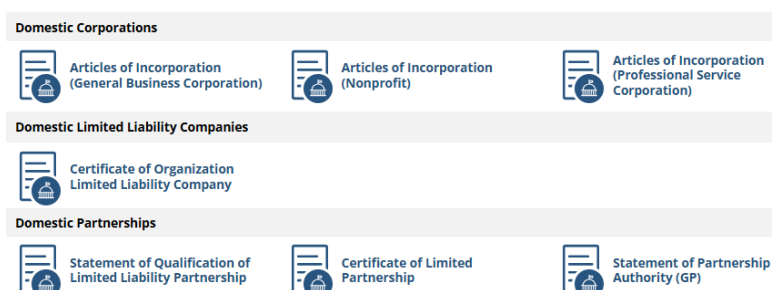 Domestic Corporations
Articles of Incorporation
(General Business Corporation)
Articles of Incorporation
(Nonprofit)
Articles of Incorporation
(Professional Service
Corporation)
Domestic Limited Liability Companies
Certificate of Organization
Limited Liability Company
Domestic Partnerships
Statement of Qualification of
Limited Liability Partnership
Certificate of Limited
Partnership
Statement of Partnership
Authority (GP)